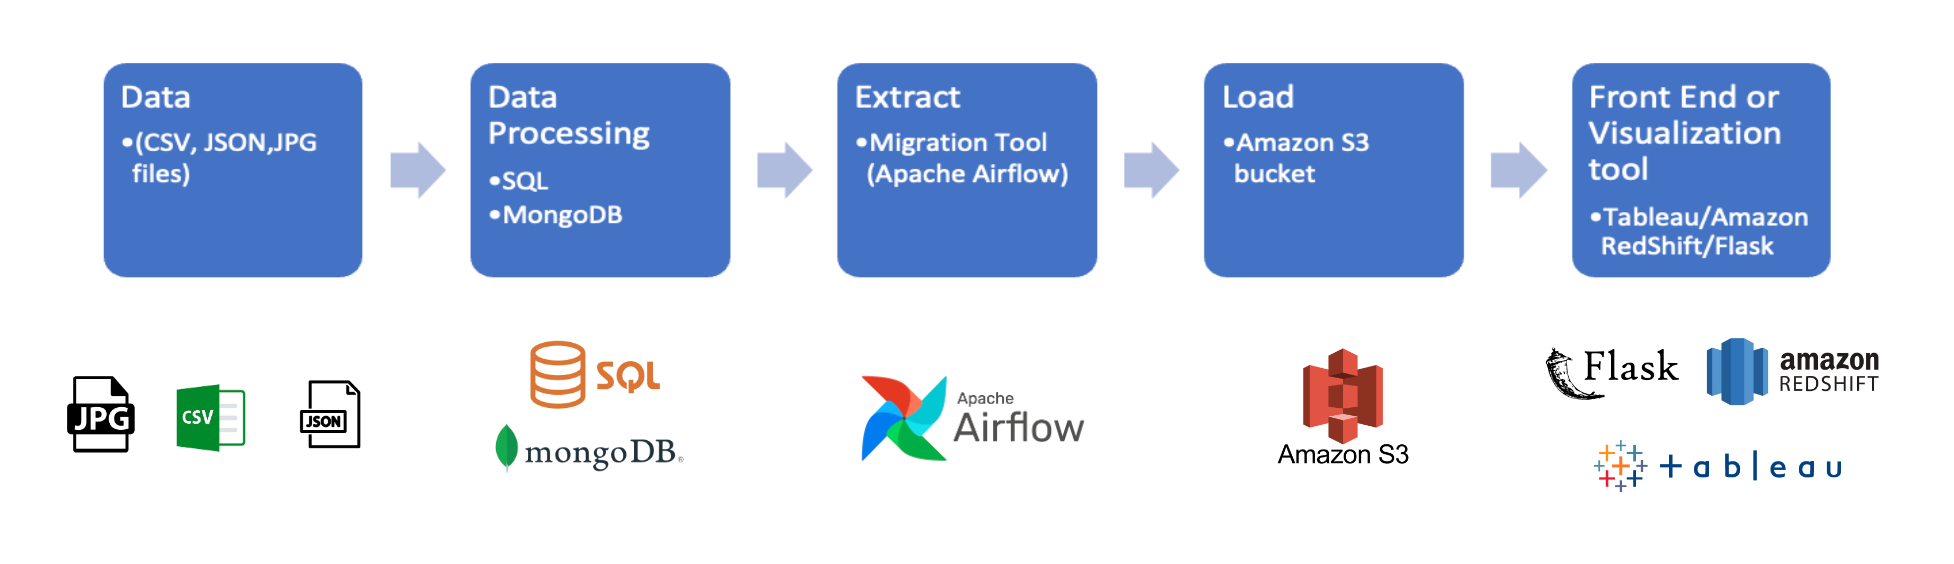 Data
•(CSV, JSON,JPG
files)
Data
Processing
•SQL
•MongoDB
Extract
•Migration Tool
(Apache Airflow)
Load
•Amazon S3
bucket
Front End or
Visualization
tool
•Tableau/Amazon
RedShift/Flask
JPG
CSV
JSON
SQL
mongoDB®
Apache
Airflow
Amazon S3
Flask
amazon
REDSHIFT
+ableau